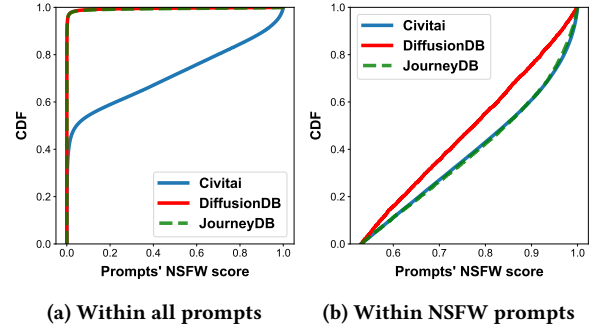 1.0
0.8
0.6
0.4
0.2
0.0
CDF
Civitai
DiffusionDB
JourneyDB
0.0 0.2 0.4 0.6 0.8 1.0
Prompts' NSFW score
(a) Within all prompts
1.0
0.8
0.6
0.4
0.2
0.0
CDF
Civitai
DiffusionDB
JourneyDB
0.6 0.7 0.8 0.9 1.0
Prompts' NSFW score
(b) Within NSFW prompts